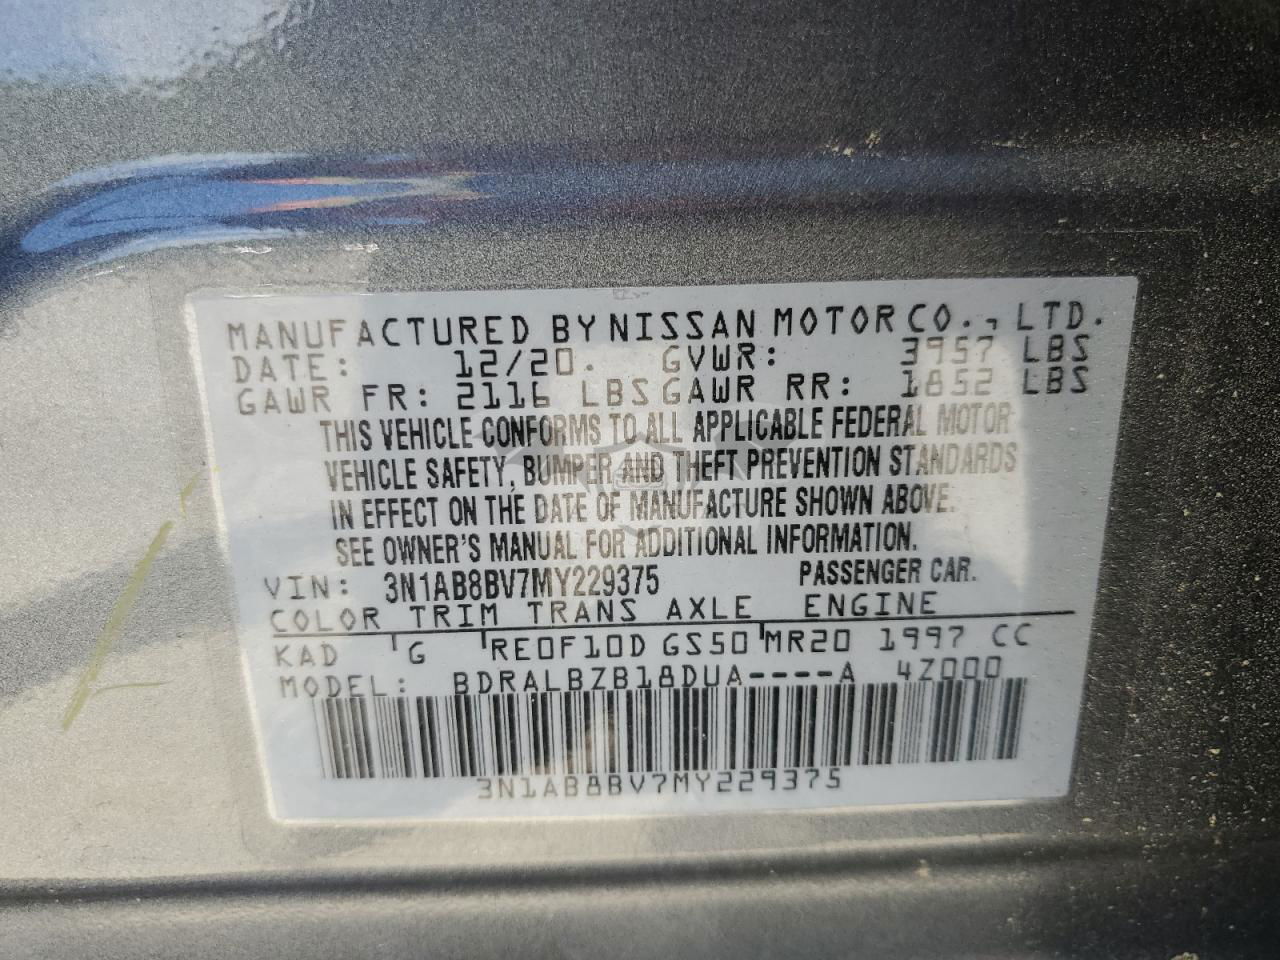 MANUFACTURED BY NISSAN MOTOR CO., LTD.
DATE: 12/20. GVWR: 3957 LBS
GAWR FR: 2116 LBS GAWR RR: 1852 LBS
THIS VEHICLE CONFORMS TO ALL APPLICABLE FEDERAL MOTOR
VEHICLE SAFETY, BUMPER AND THEFT PREVENTION STANDARDS
IN EFFECT ON THE DATE OF MANUFACTURE SHOWN ABOVE.
SEE OWNER'S MANUAL FOR ADDITIONAL INFORMATION.
VIN: 3N1AB8BV7MY229375 PASSENGER CAR.
COLOR TRIM TRANS AXLE ENGINE
KAD G RE0F10D GS50 MR20 1997 CC
MODEL: BDRALBZB18DUA----A 4Z000
3N1AB8BV7MY229375